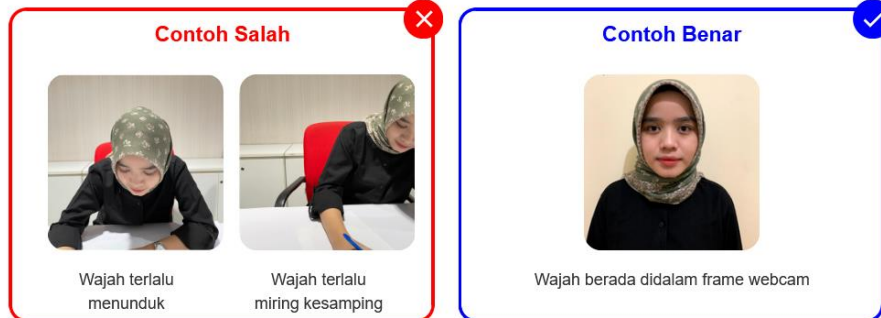 Contoh Salah
Wajah terlalu
menunduk
Wajah terlalu
miring kesamping
Contoh Benar
Wajah berada didalam frame webcam